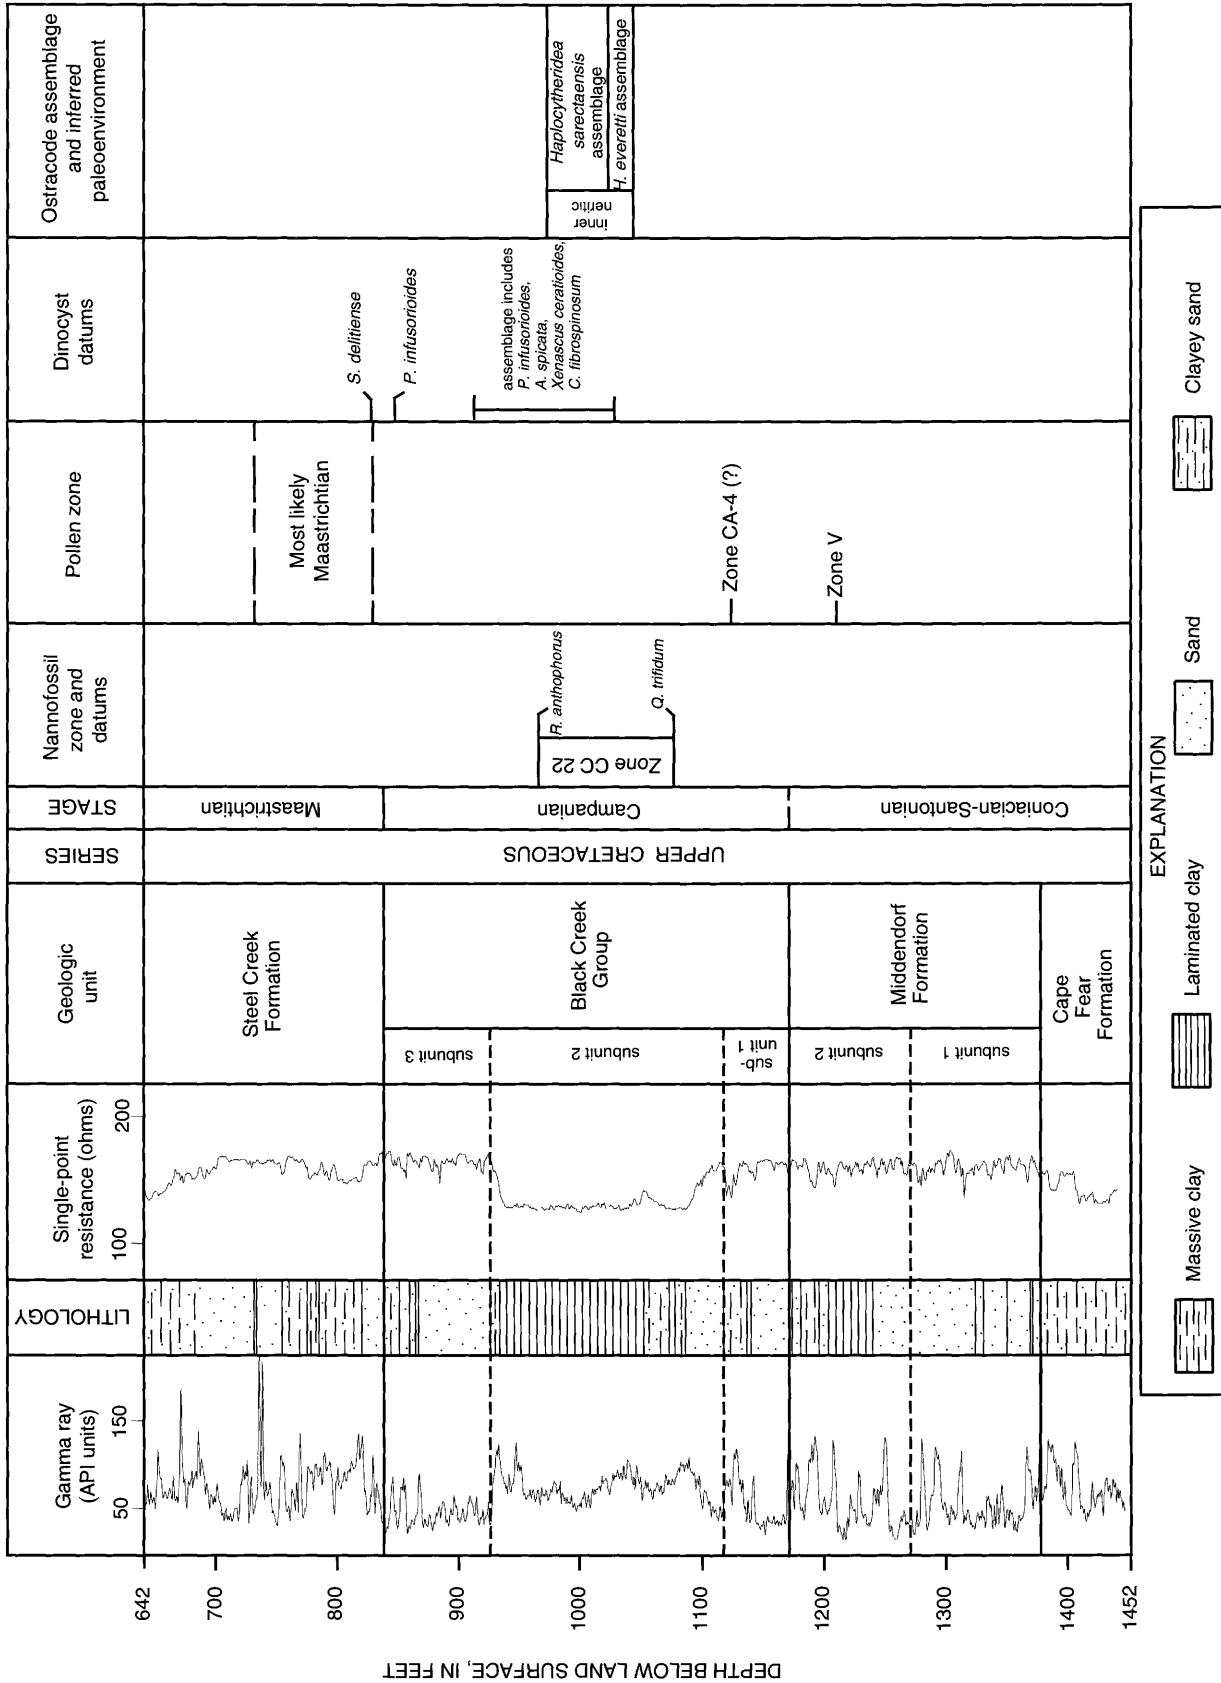 DEPTH BELOW LAND SURFACE, IN FEET
642
700
800
900
1000
1100
1200
1300
1400
1452
Gamma ray
(API units)
50
150
LITHOLOGY
Single-point
resistance (ohms)
100
200
Geologic
unit
Steel Creek
Formation
subunit 3
subunit 2
sub-
unit 1
Black Creek
Group
subunit 2
subunit 1
Middendorf
Formation
Cape
Fear
Formation
SERIES
UPPER CRETACEOUS
STAGE
Maastrichtian
Campanian
Coniacian-Santonian
Nannofossil
zone and
datums
Zone CC 22
R. anthophorus
Q. trifidum
Pollen zone
Most likely
Maastrichtian
Zone CA-4 (?)
Zone V
Dinocyst
datums
S. delitiense
P. infusorioides
assemblage includes
P. infusorioides,
A. spicata,
Xenascus ceratioides,
C. fibrospinosum
Ostracode assemblage
and inferred
paleoenvironment
inner
neritic
Haplocytheridea
sarectaensis
assemblage
H. everetti assemblage
EXPLANATION
Massive clay
Laminated clay
Sand
Clayey sand